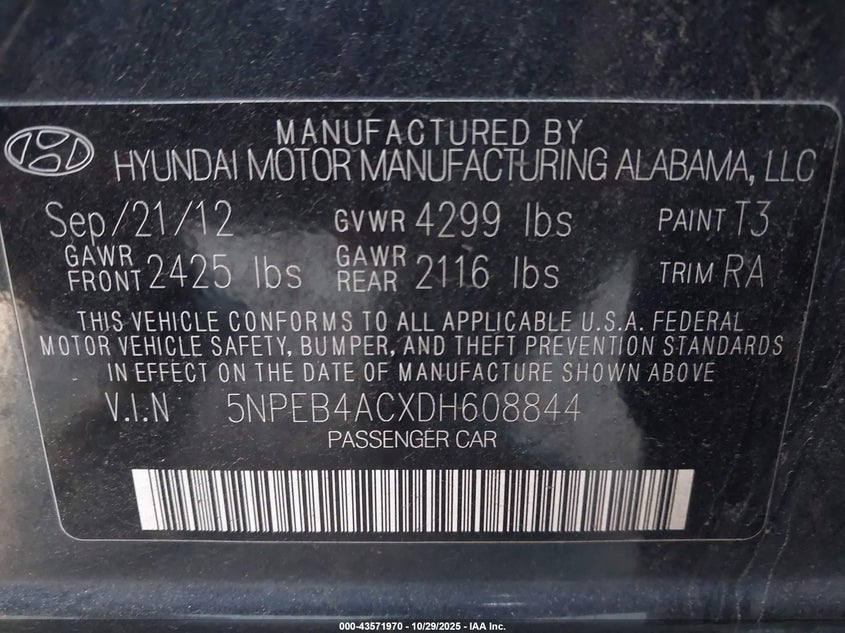 MANUFACTURED BY
HYUNDAI MOTOR MANUFACTURING ALABAMA, LLC
Sep/21/12 GVWR 4299 lbs PAINT T3
GAWR FRONT 2425 lbs GAWR REAR 2116 lbs TRIM RA
THIS VEHICLE CONFORMS TO ALL APPLICABLE U.S.A. FEDERAL
MOTOR VEHICLE SAFETY, BUMPER, AND THEFT PREVENTION STANDARDS
IN EFFECT ON THE DATE OF MANUFACTURE SHOWN ABOVE
V.I.N 5NPEB4ACXDH608844
PASSENGER CAR
000-43571970 - 10/29/2025 - IAA Inc.